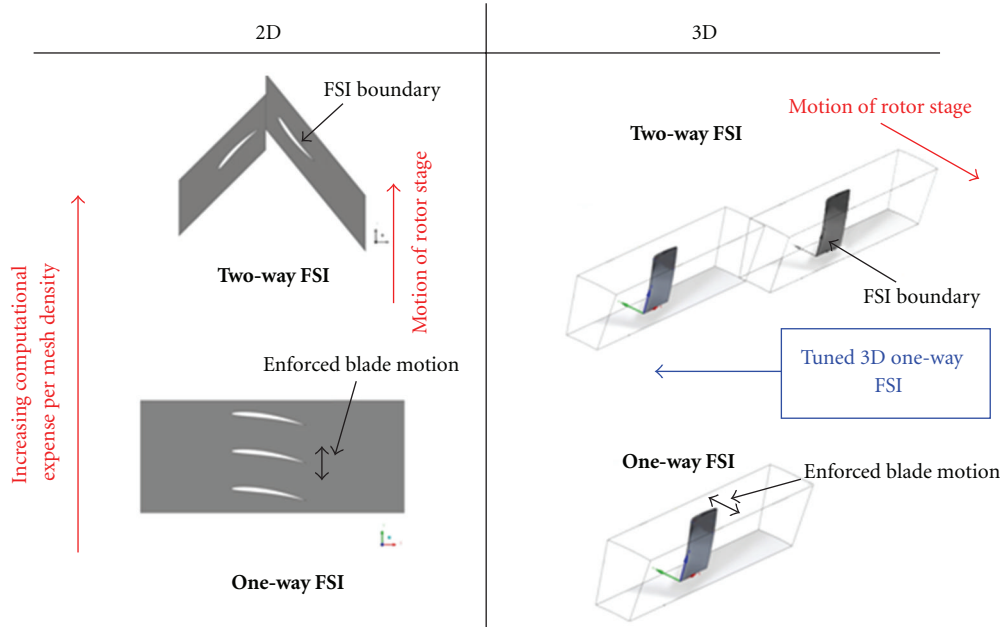 2D
3D
FSI boundary
Two-way FSI
Motion of rotor stage
Increasing computational
expense per mesh density
Enforced blade motion
One-way FSI
Motion of rotor stage
Two-way FSI
FSI boundary
Tuned 3D one-way
FSI
One-way FSI
Enforced blade motion